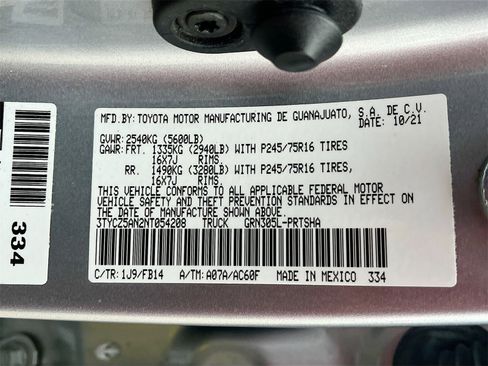 MFD.BY: TOYOTA MOTOR MANUFACTURING DE GUANAJUATO, S.A. DE C.V.
DATE: 10/21
GVWR: 2540KG (5600LB)
GAWR: FRT. 1335KG (2940LB) WITH P245/75R16 TIRES
16X7J RIMS,
RR. 1490KG (3280LB) WITH P245/75R16 TIRES,
16X7J RIMS.
THIS VEHICLE CONFORMS TO ALL APPLICABLE FEDERAL MOTOR
VEHICLE SAFETY AND THEFT PREVENTION STANDARDS IN EFFECT
ON THE DATE OF MANUFACTURE SHOWN ABOVE.
3TYCZ5AN2NT054208 TRUCK GRN305L-PRTSHA
C/TR: 1J9/FB14 A/TM: A07A/AC60F MADE IN MEXICO 334
334